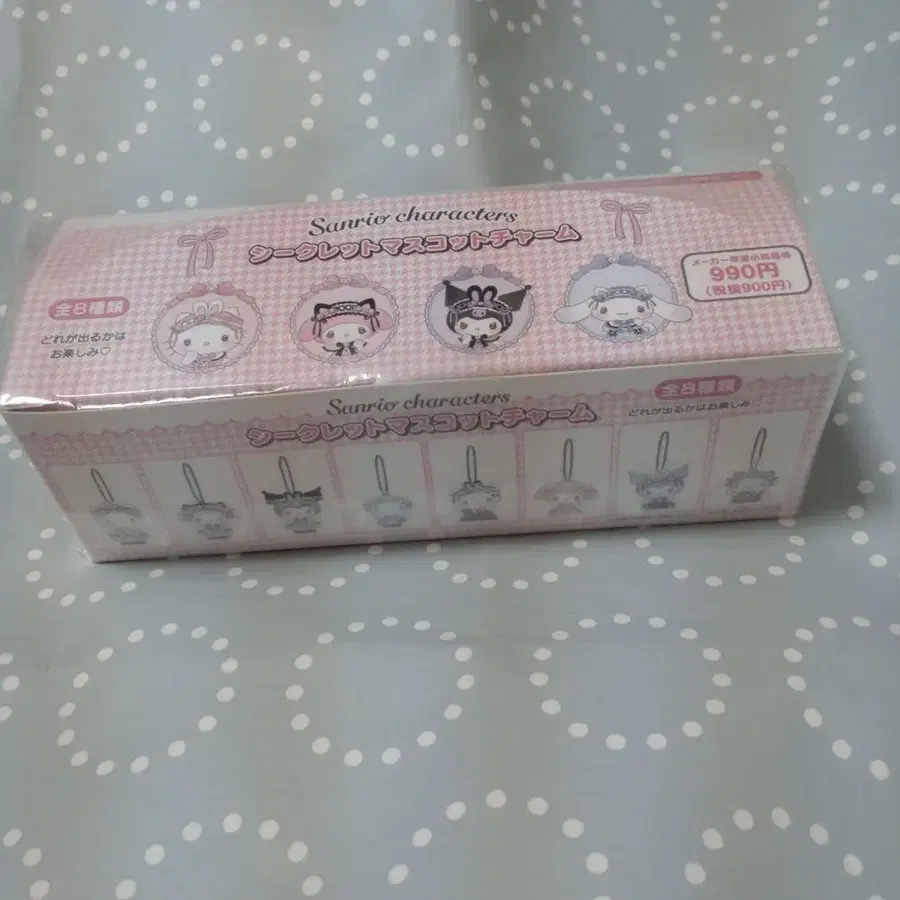 Sanrio characters
シークレットマスコットチャーム
メーカー希望小売価格
990円
(税抜900円)
全8種類
どれが出るかは
お楽しみ♡
Sanrio characters
シークレットマスコットチャーム
全8種類
どれが出るかはお楽しみ♡